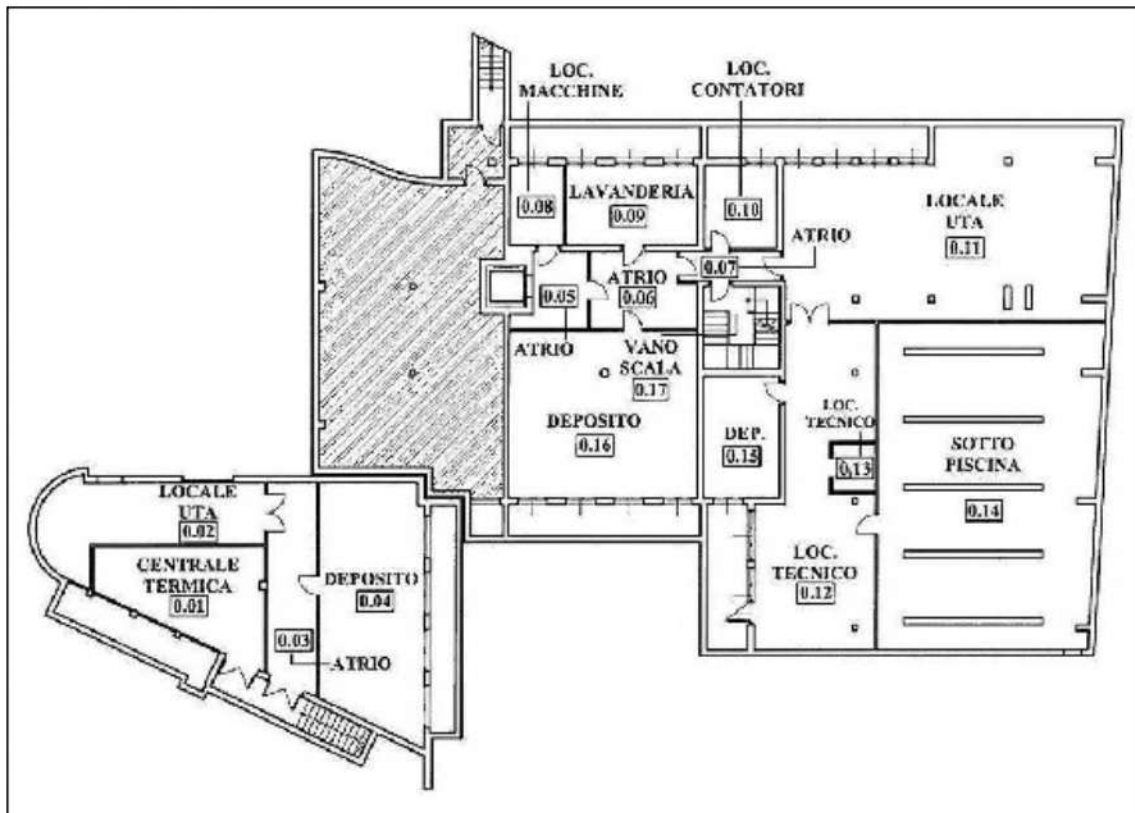 LOC.
MACCHINE
LOC.
CONTATORI
0.08
LAVANDERIA
0.09
0.10
LOCALE
UTA
0.11
ATRIO
0.07
0.05
ATRIO
0.06
ATRIO
VANO
SCALA
0.17
DEPOSITO
0.16
DEP.
0.15
LOC.
TECNICO
0.13
SOTTO
PISCINA
0.14
LOC.
TECNICO
0.12
LOCALE
UTA
0.02
CENTRALE
TERMICA
0.01
DEPOSITO
0.04
0.03
ATRIO